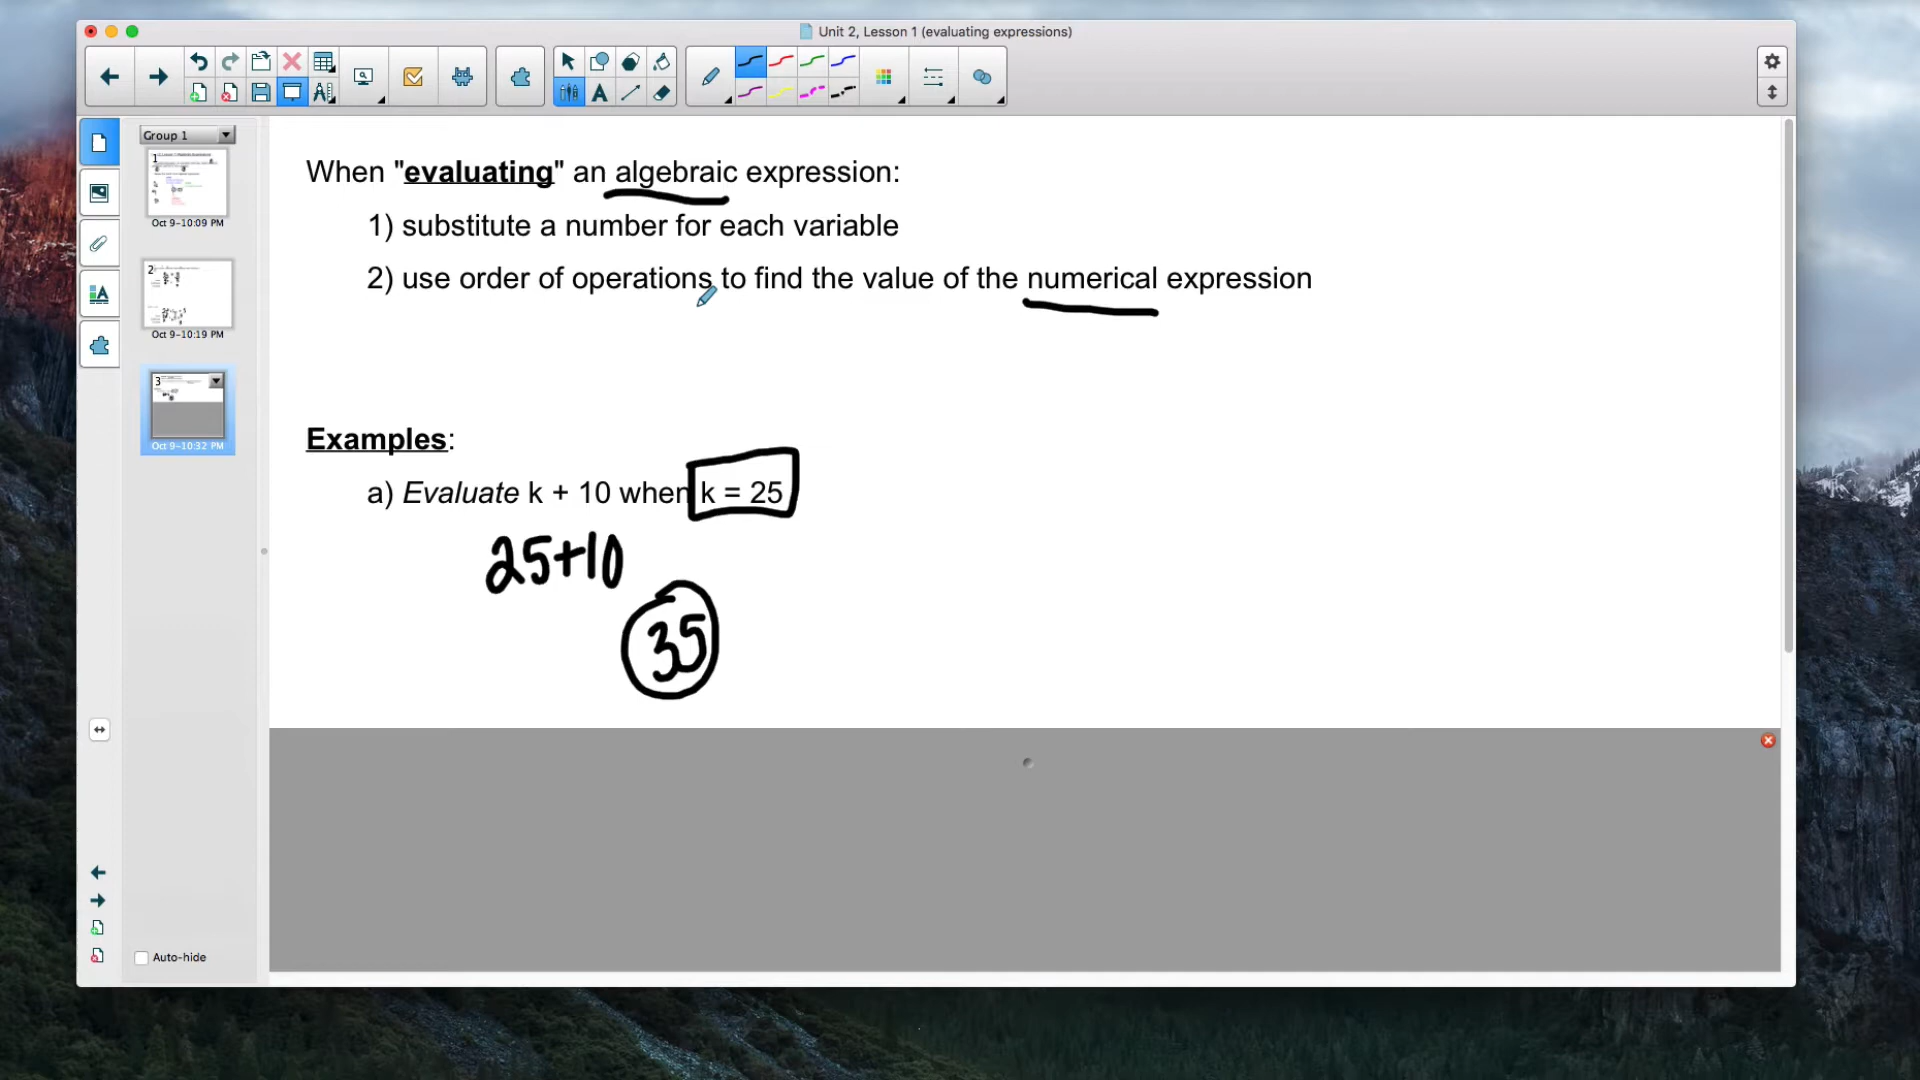 Unit 2, Lesson 1 (evaluating expressions)
Group 1
1
Oct 9-10:09 PM
2
Oct 9-10:19 PM
3
Oct 9-10:32 PM
Auto-hide
When "evaluating" an algebraic expression:
1) substitute a number for each variable
2) use order of operations to find the value of the numerical expression
Examples:
a) Evaluate k + 10 when k = 25
25+10
35